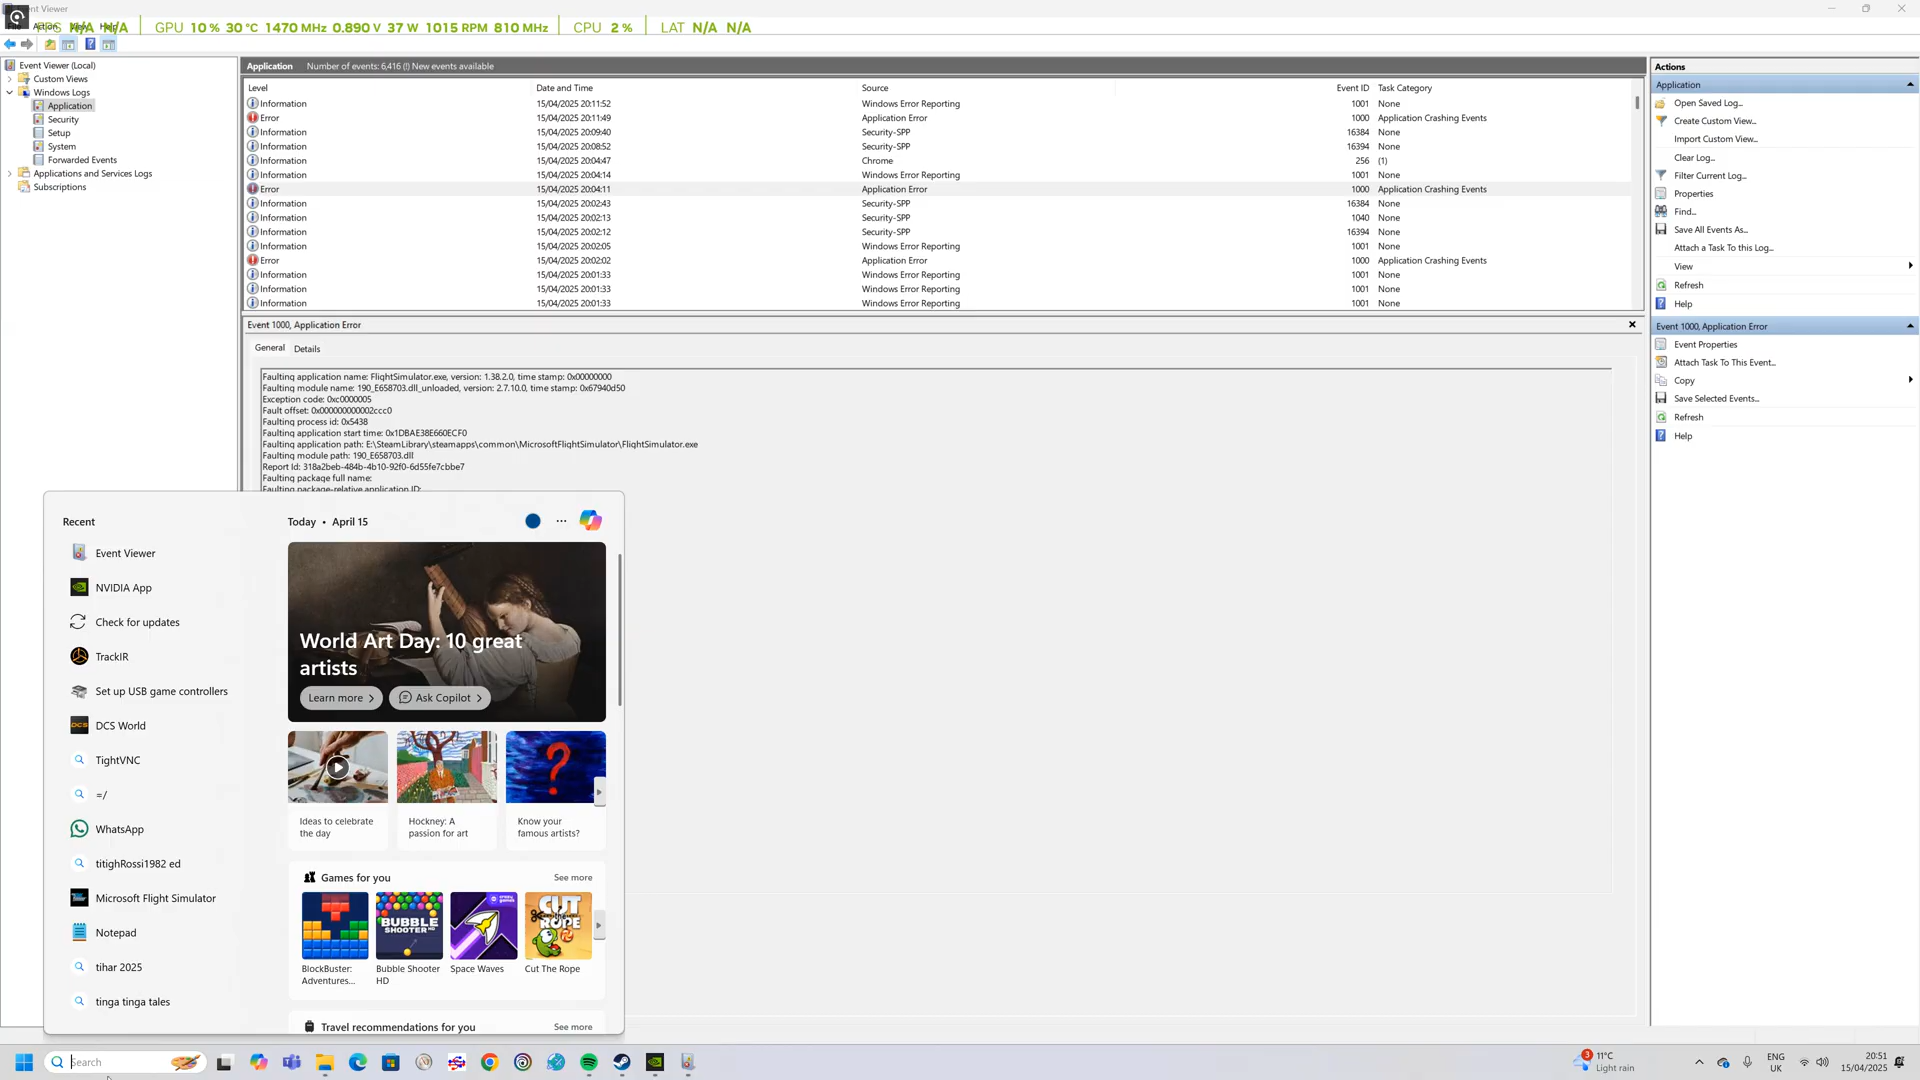 Event Viewer
FPS N/A N/A GPU 10 % 30 °C 1470 MHz 0.890 V 37 W 1015 RPM 810 MHz CPU 2 % LAT N/A N/A
Event Viewer (Local)
Custom Views
Windows Logs
Application
Security
Setup
System
Forwarded Events
Applications and Services Logs
Subscriptions
Application Number of events: 6,416 (!) New events available
Level Date and Time Source Event ID Task Category
Information 15/04/2025 20:11:52 Windows Error Reporting 1001 None
Error 15/04/2025 20:11:49 Application Error 1000 Application Crashing Events
Information 15/04/2025 20:09:40 Security-SPP 16384 None
Information 15/04/2025 20:08:52 Security-SPP 16394 None
Information 15/04/2025 20:04:47 Chrome 256 (1)
Information 15/04/2025 20:04:14 Windows Error Reporting 1001 None
Error 15/04/2025 20:04:11 Application Error 1000 Application Crashing Events
Information 15/04/2025 20:02:43 Security-SPP 16384 None
Information 15/04/2025 20:02:13 Security-SPP 1040 None
Information 15/04/2025 20:02:12 Security-SPP 16394 None
Information 15/04/2025 20:02:05 Windows Error Reporting 1001 None
Error 15/04/2025 20:02:02 Application Error 1000 Application Crashing Events
Information 15/04/2025 20:01:33 Windows Error Reporting 1001 None
Information 15/04/2025 20:01:33 Windows Error Reporting 1001 None
Information 15/04/2025 20:01:33 Windows Error Reporting 1001 None
Event 1000, Application Error
General Details
Faulting application name: FlightSimulator.exe, version: 1.38.2.0, time stamp: 0x00000000
Faulting module name: 190_E658703.dll_unloaded, version: 2.7.10.0, time stamp: 0x67940d50
Exception code: 0xc0000005
Fault offset: 0x000000000002ccc0
Faulting process id: 0x5438
Faulting application start time: 0x1DBAE38E660ECF0
Faulting application path: E:\SteamLibrary\steamapps\common\MicrosoftFlightSimulator\FlightSimulator.exe
Faulting module path: 190_E658703.dll
Report Id: 318a2beb-484b-4b10-92f0-6d55fe7cbbe7
Faulting package full name:
Faulting package-relative application ID:
Actions
Application
Open Saved Log...
Create Custom View...
Import Custom View...
Clear Log...
Filter Current Log...
Properties
Find...
Save All Events As...
Attach a Task To this Log...
View
Refresh
Help
Event 1000, Application Error
Event Properties
Attach Task To This Event...
Copy
Save Selected Events...
Refresh
Help
Recent
Event Viewer
NVIDIA App
Check for updates
TrackIR
Set up USB game controllers
DCS World
TightVNC
=/
WhatsApp
titighRossi1982 ed
Microsoft Flight Simulator
Notepad
tihar 2025
tinga tinga tales
Today • April 15
World Art Day: 10 great
artists
Learn more
Ask Copilot
Ideas to celebrate
the day
Hockney: A
passion for art
Know your
famous artists?
Games for you See more
BUBBLE
SHOOTER HD
CUT
ROPE
BlockBuster:
Adventures...
Bubble Shooter
HD
Space Waves
Cut The Rope
Travel recommendations for you See more
Search
3
11°C
Light rain
ENG
UK
20:51
15/04/2025